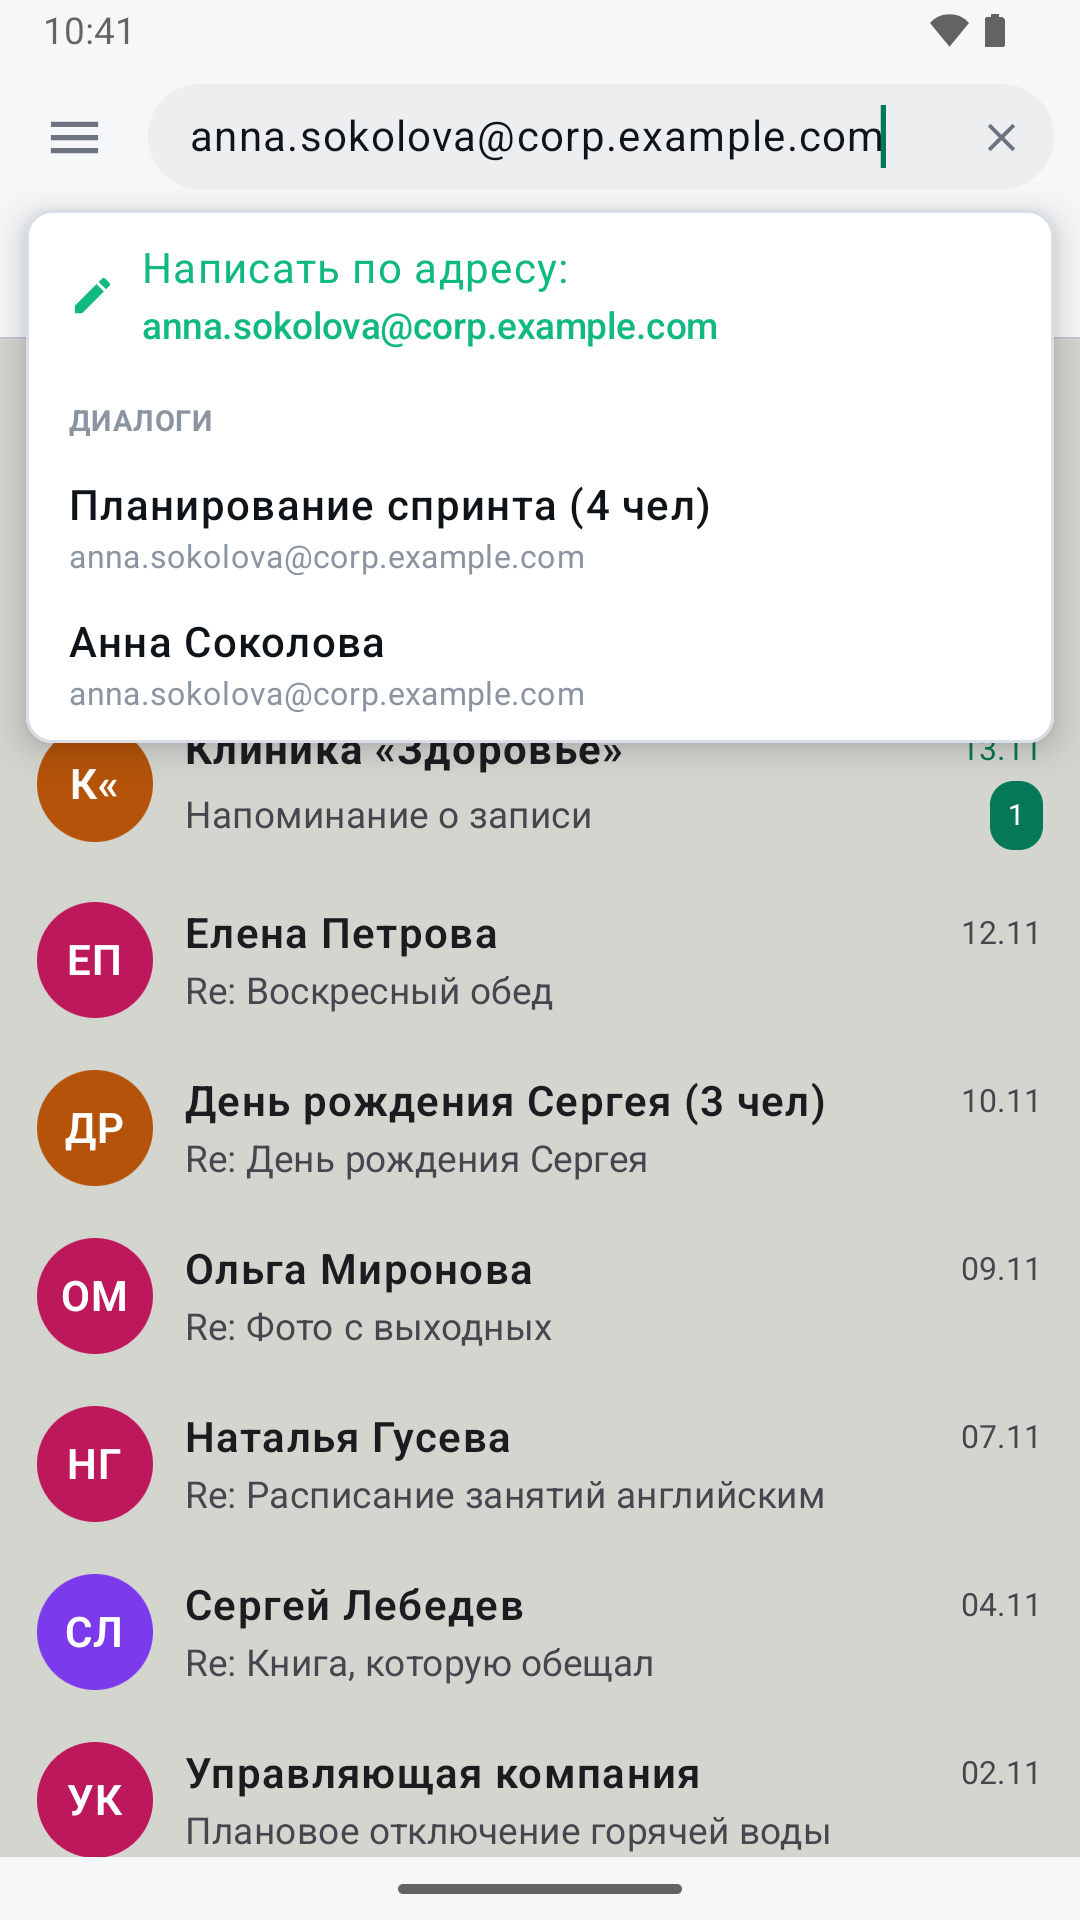 10:41
anna.sokolova@corp.example.com
Написать по адресу:
anna.sokolova@corp.example.com
ДИАЛОГИ
Планирование спринта (4 чел)
anna.sokolova@corp.example.com
Анна Соколова
anna.sokolova@corp.example.com
К«
Клиника «Здоровье»
13.11
Напоминание о записи
1
ЕП
Елена Петрова
12.11
Re: Воскресный обед
ДР
День рождения Сергея (3 чел)
10.11
Re: День рождения Сергея
ОМ
Ольга Миронова
09.11
Re: Фото с выходных
НГ
Наталья Гусева
07.11
Re: Расписание занятий английским
СЛ
Сергей Лебедев
04.11
Re: Книга, которую обещал
УК
Управляющая компания
02.11
Плановое отключение горячей воды